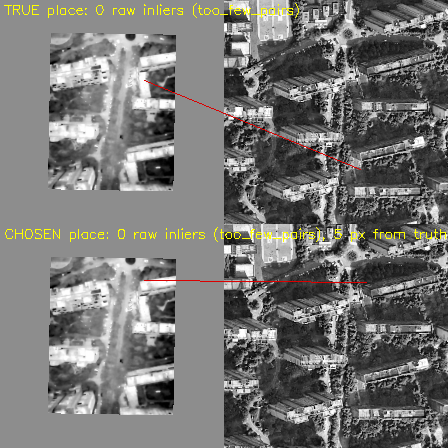 TRUE place: 0 raw inliers (too_few_pairs)
CHOSEN place: 0 raw inliers (too_few_pairs), 5 px from truth